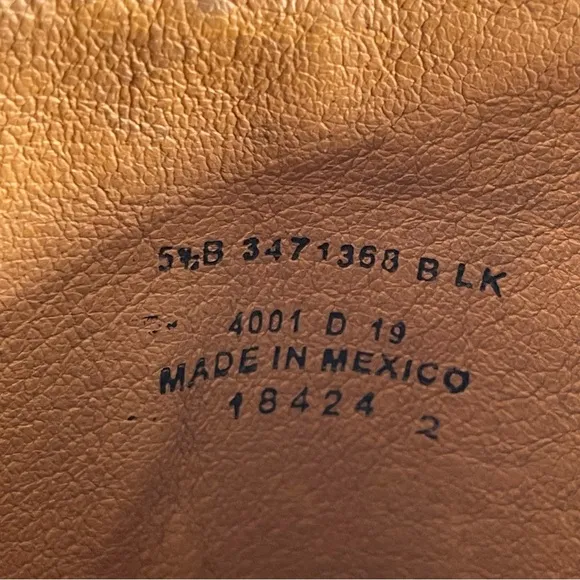 5½B 3471368 BLK
4001 D 19
MADE IN MEXICO
18424 2